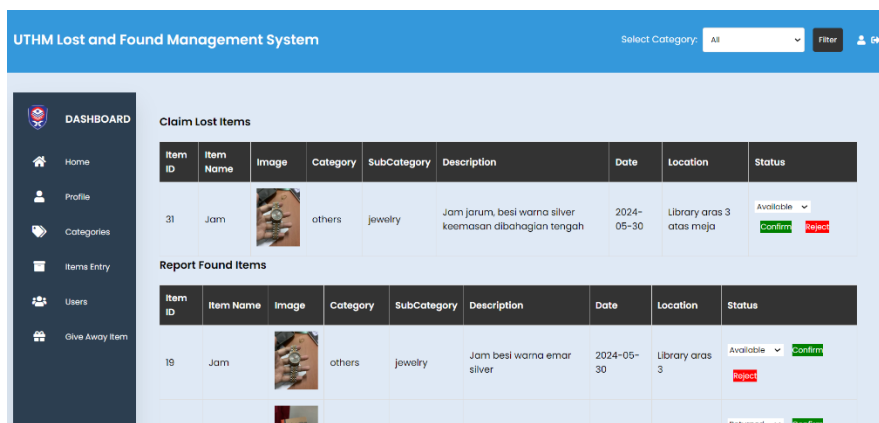 UTHM Lost and Found Management System
Select Category: All Filter
DASHBOARD
Home
Profile
Categories
Items Entry
Users
Give Away Item
Claim Lost Items
Item ID Item Name Image Category SubCategory Description Date Location Status
31 Jam others jewelry Jam jarum, besi warna silver keemasan dibahagian tengah 2024-05-30 Library aras 3 atas meja Available Confirm Reject
Report Found Items
Item ID Item Name Image Category SubCategory Description Date Location Status
19 Jam others jewelry Jam besi warna emar silver 2024-05-30 Library aras 3 Available Confirm Reject